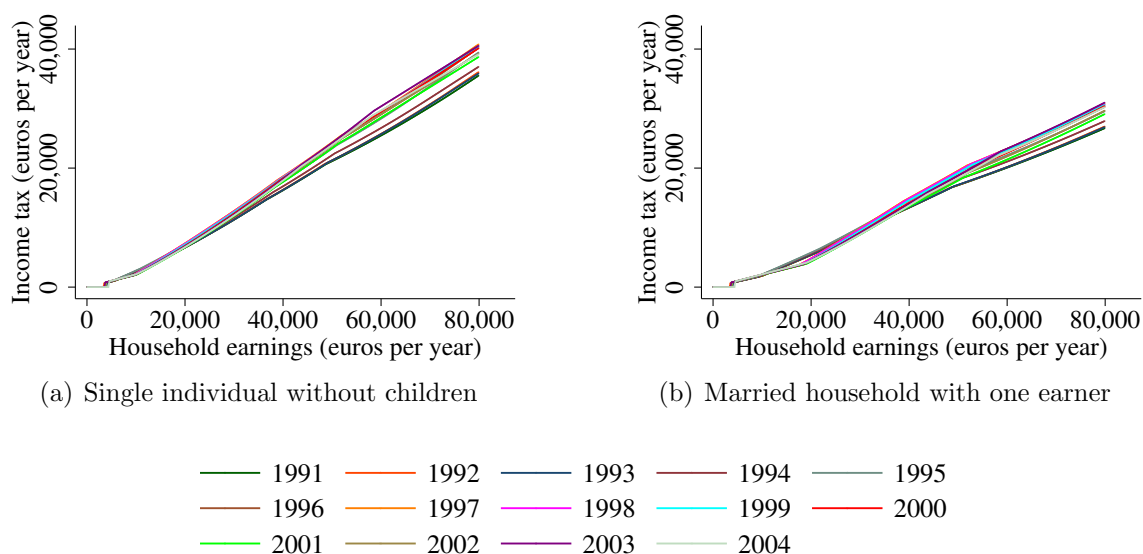 Income tax (euros per year)
40,000
20,000
0
0 20,000 40,000 60,000 80,000
Household earnings (euros per year)
(a) Single individual without children
Income tax (euros per year)
40,000
20,000
0
0 20,000 40,000 60,000 80,000
Household earnings (euros per year)
(b) Married household with one earner
1991 1992 1993 1994 1995
1996 1997 1998 1999 2000
2001 2002 2003 2004